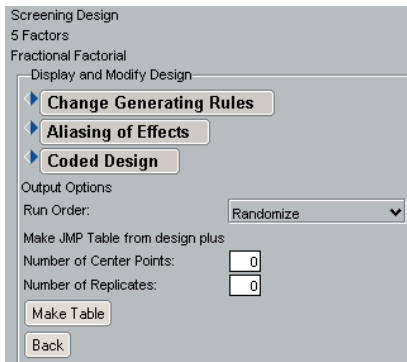 Screening Design
5 Factors
Fractional Factorial
Display and Modify Design
Change Generating Rules
Aliasing of Effects
Coded Design
Output Options
Run Order: Randomize
Make JMP Table from design plus
Number of Center Points: 0
Number of Replicates: 0
Make Table
Back